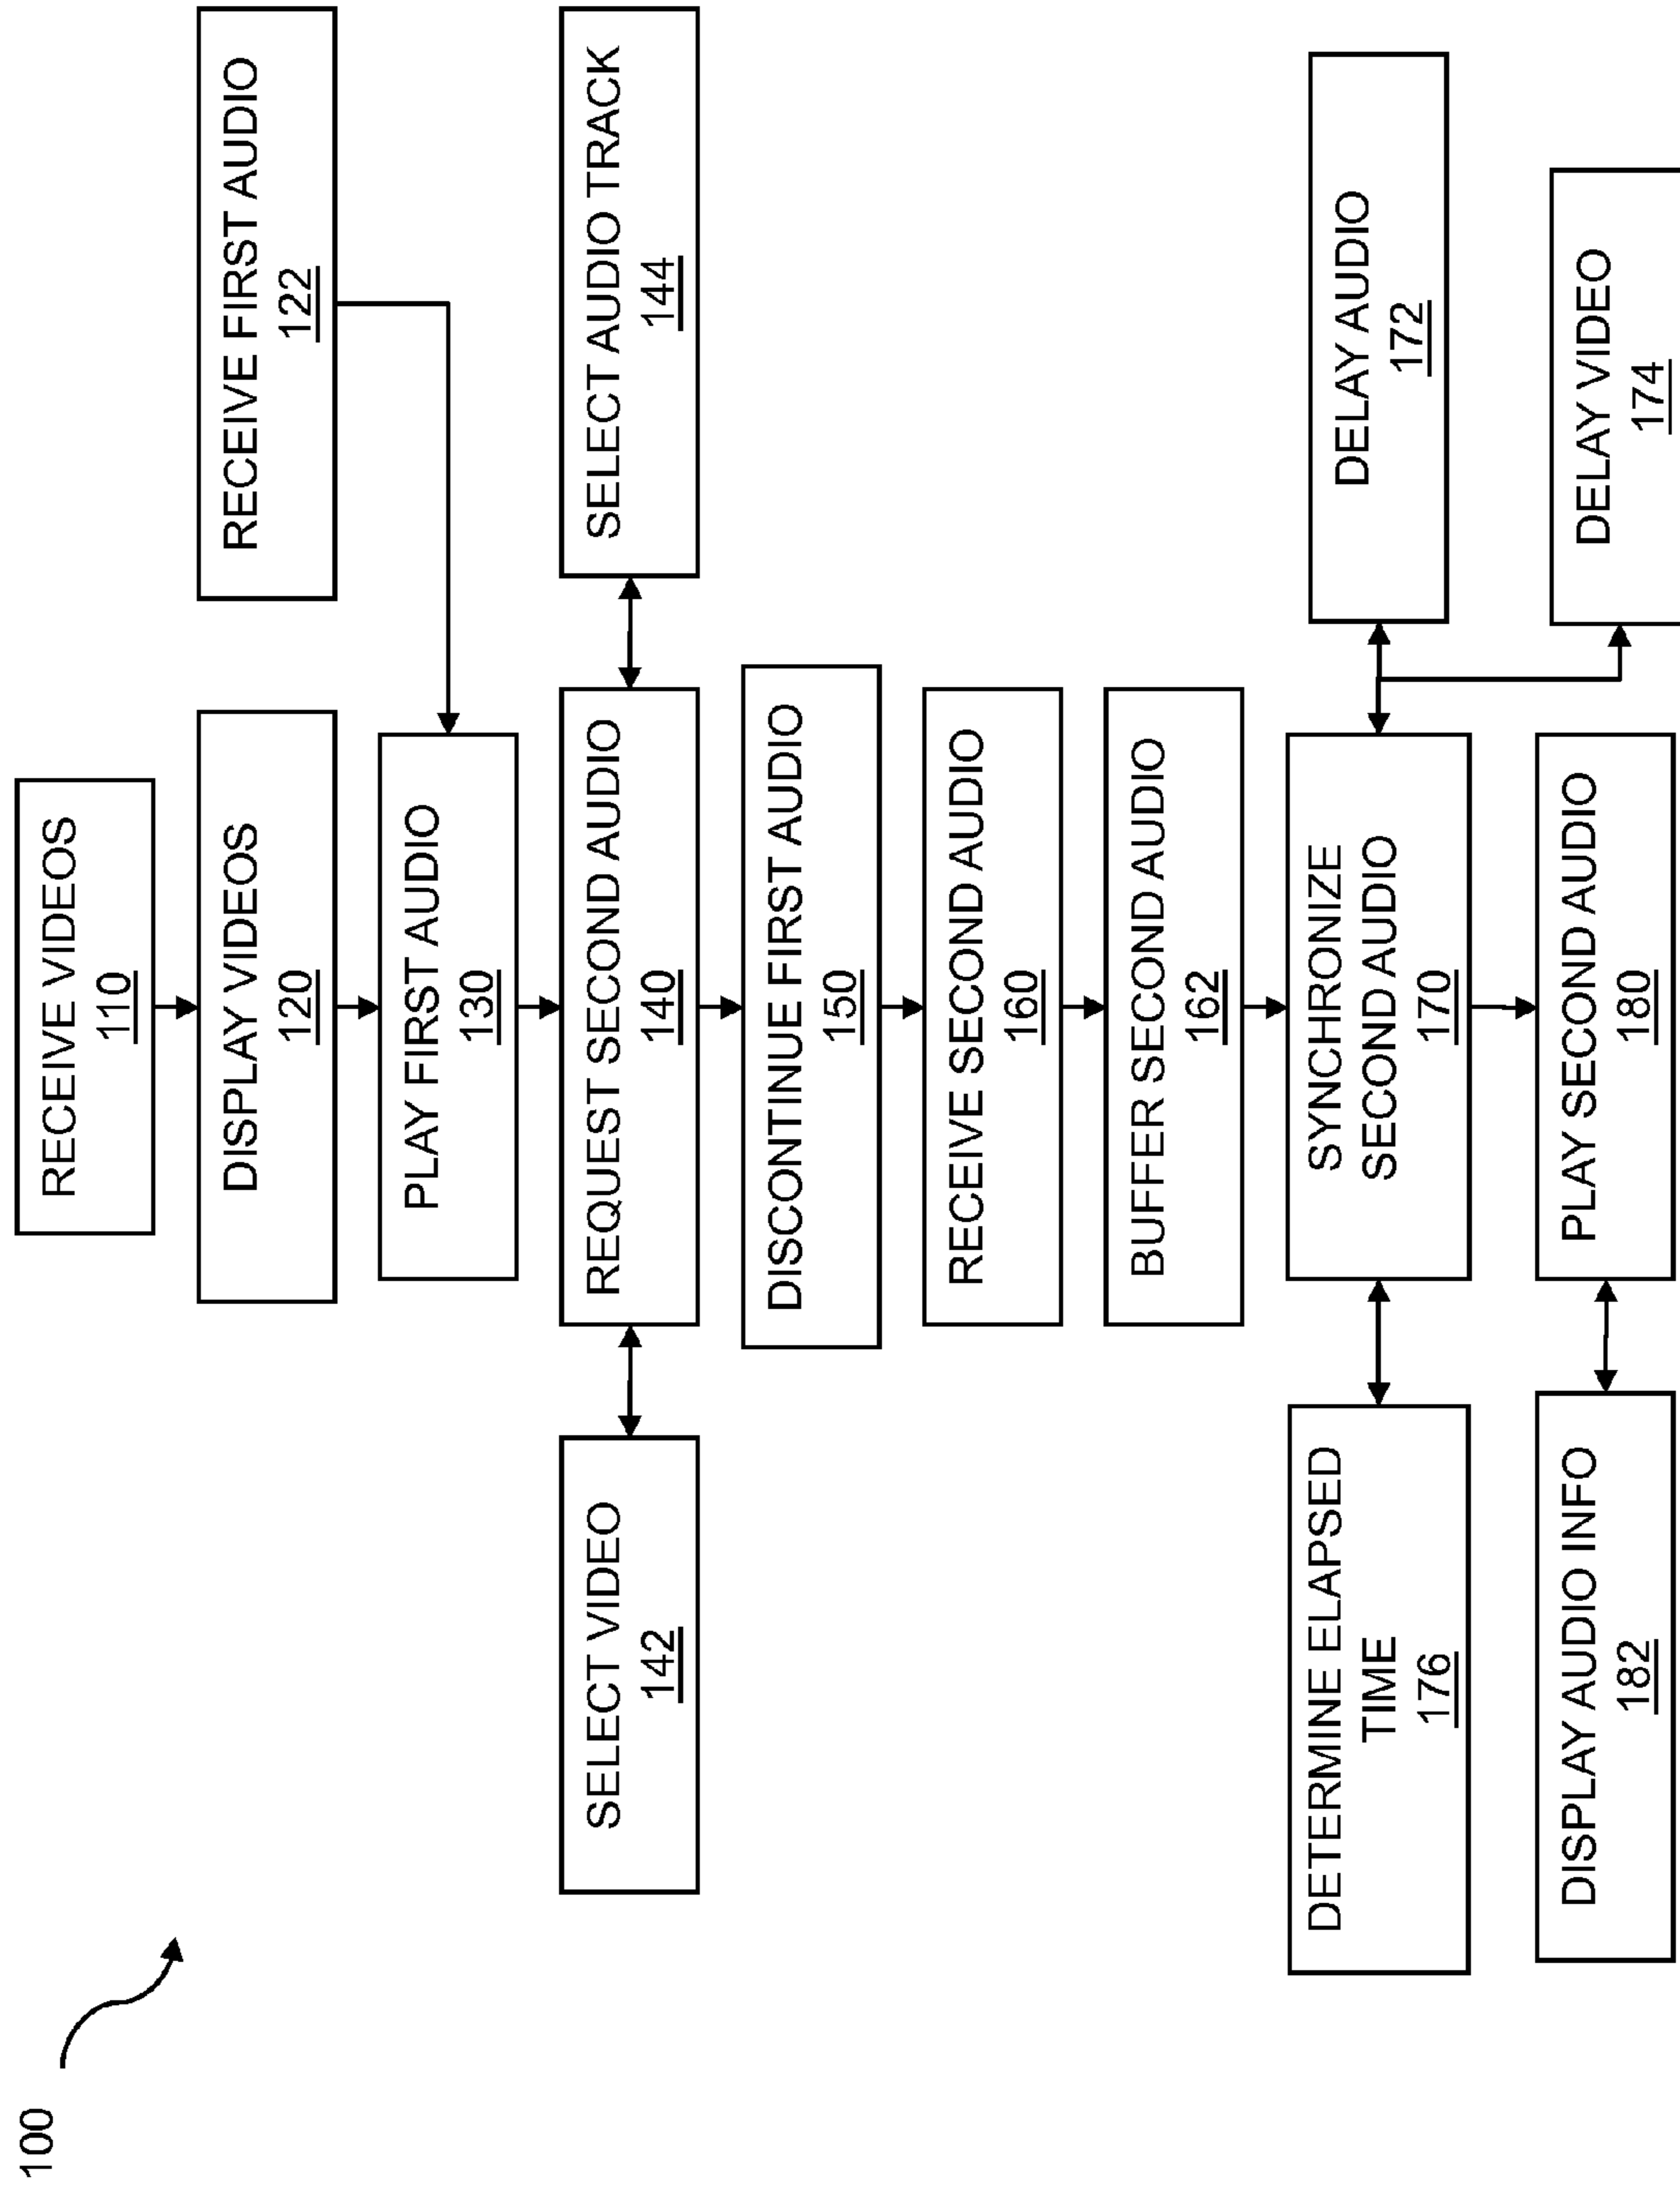 100
RECEIVE VIDEOS
110
DISPLAY VIDEOS
120
RECEIVE FIRST AUDIO
122
PLAY FIRST AUDIO
130
SELECT VIDEO
142
REQUEST SECOND AUDIO
140
SELECT AUDIO TRACK
144
DISCONTINUE FIRST AUDIO
150
RECEIVE SECOND AUDIO
160
BUFFER SECOND AUDIO
162
DETERMINE ELAPSED
TIME
176
SYNCHRONIZE
SECOND AUDIO
170
DELAY AUDIO
172
DISPLAY AUDIO INFO
182
PLAY SECOND AUDIO
180
DELAY VIDEO
174